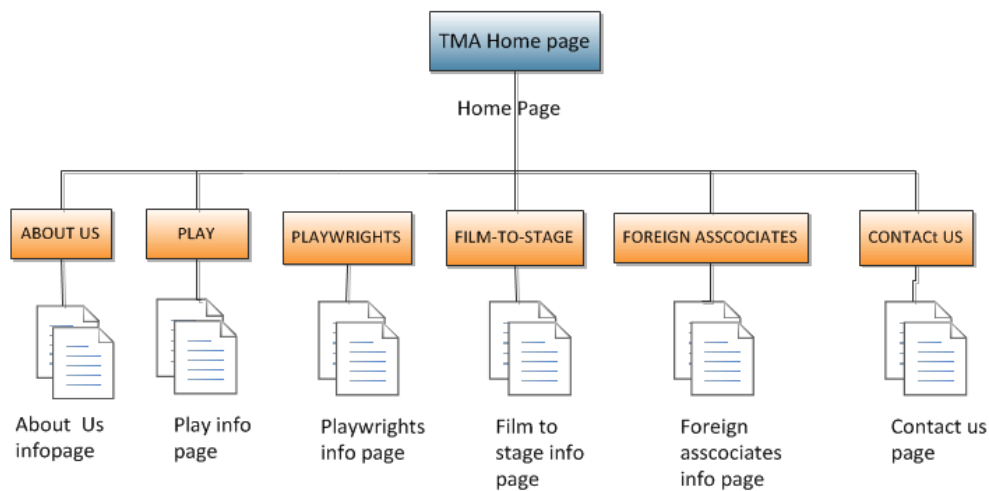 TMA Home page
Home Page
ABOUT US
PLAY
PLAYWRIGHTS
FILM-TO-STAGE
FOREIGN ASSCOCIATES
CONTACt US
About Us
infopage
Play info
page
Playwrights
info page
Film to
stage info
page
Foreign
asscociates
info page
Contact us
page